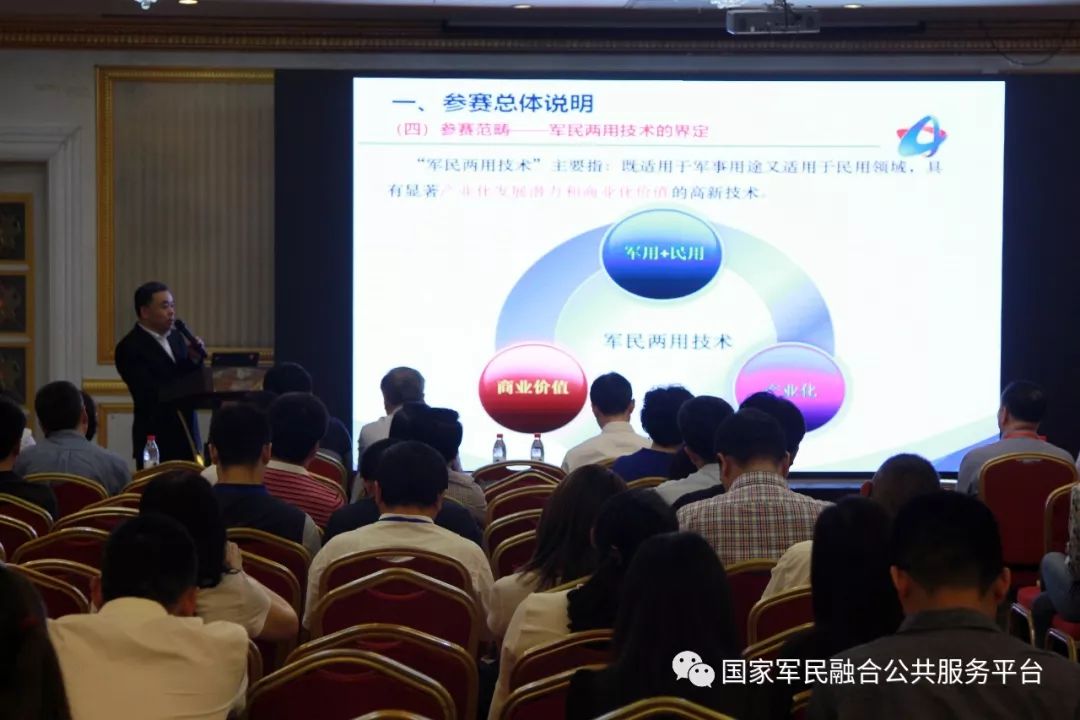 一、参赛总体说明
（四）参赛范畴——军民两用技术的界定
“军民两用技术”主要指：既适用于军事用途又适用于民用领域，具
有显著产业化发展潜力和商业化价值的高新技术。
军用+民用
军民两用技术
商业价值
产业化
国家军民融合公共服务平台